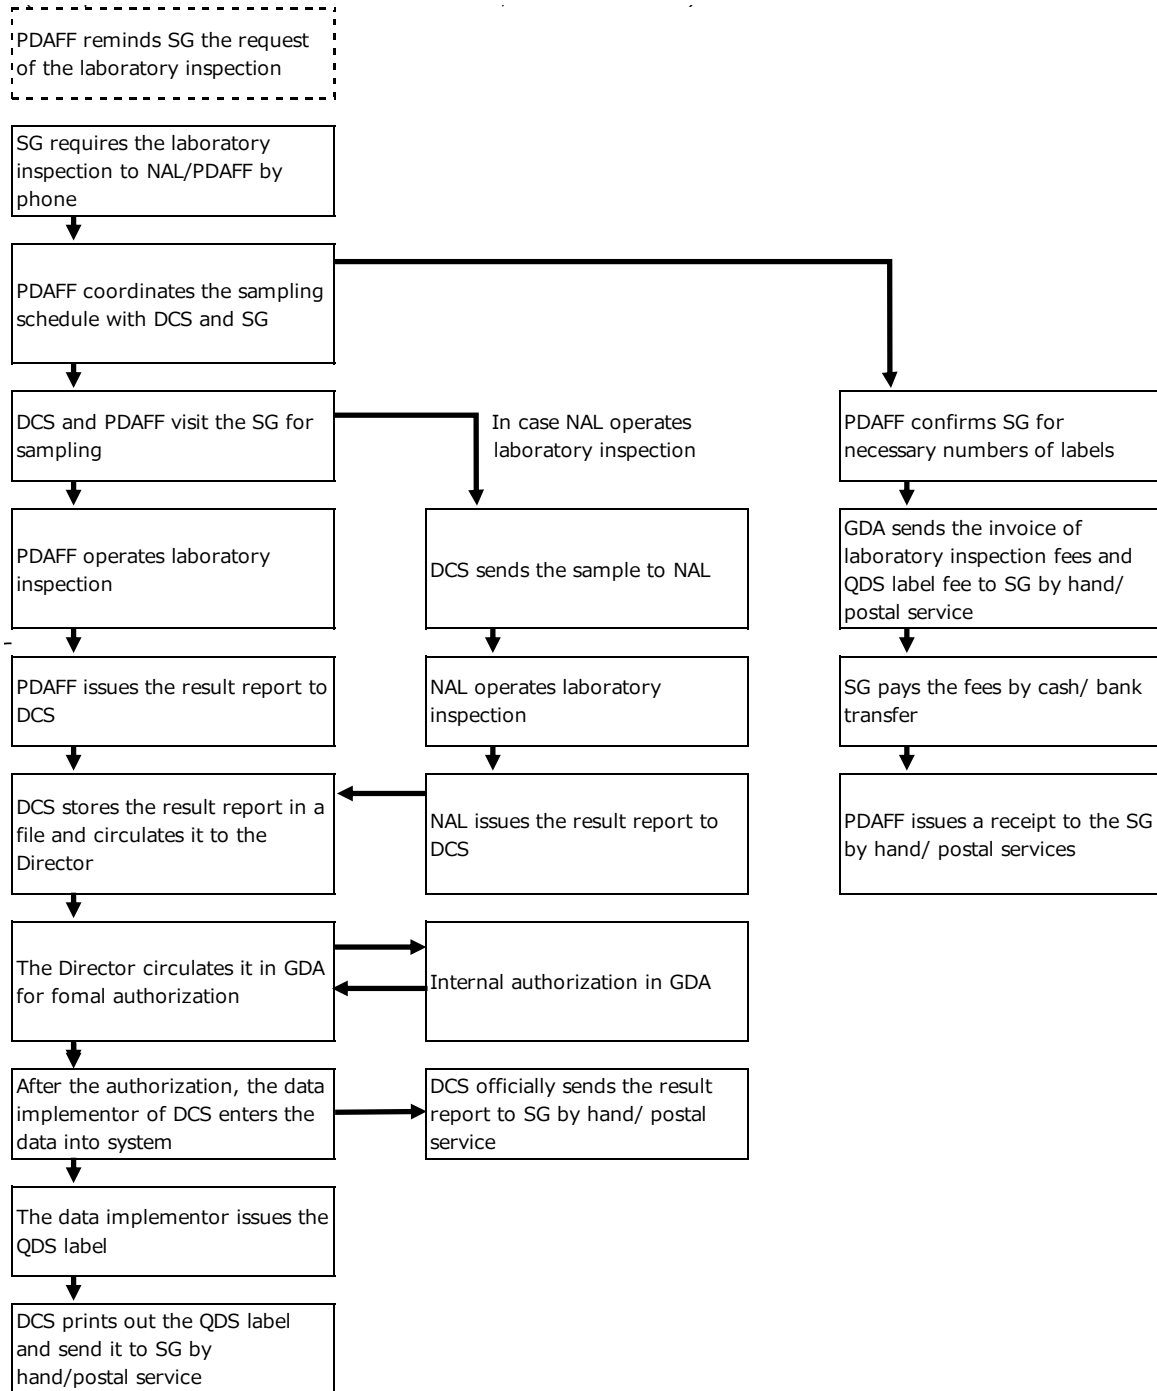 PDAFF reminds SG the request
of the laboratory inspection
SG requires the laboratory
inspection to NAL/PDAFF by
phone
PDAFF coordinates the sampling
schedule with DCS and SG
DCS and PDAFF visit the SG for
sampling
In case NAL operates
laboratory inspection
PDAFF confirms SG for
necessary numbers of labels
PDAFF operates laboratory
inspection
DCS sends the sample to NAL
GDA sends the invoice of
laboratory inspection fees and
QDS label fee to SG by hand/
postal service
PDAFF issues the result report to
DCS
NAL operates laboratory
inspection
SG pays the fees by cash/ bank
transfer
DCS stores the result report in a
file and circulates it to the
Director
NAL issues the result report to
DCS
PDAFF issues a receipt to the SG
by hand/ postal services
The Director circulates it in GDA
for fomal authorization
Internal authorization in GDA
After the authorization, the data
implementor of DCS enters the
data into system
DCS officially sends the result
report to SG by hand/ postal
service
The data implementor issues the
QDS label
DCS prints out the QDS label
and send it to SG by
hand/postal service